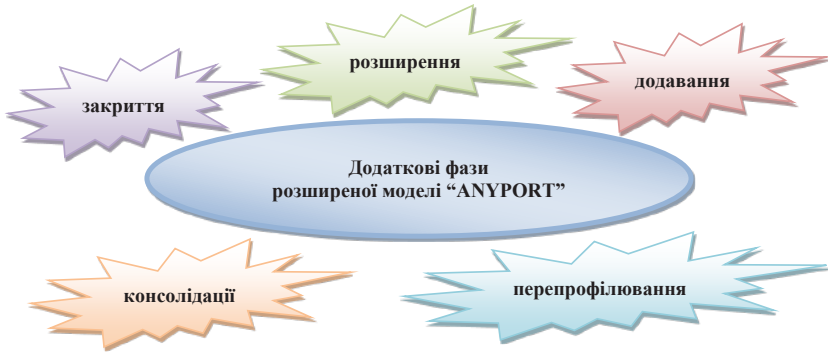 розширення
додавання
закриття
Додаткові фази
розширеної моделі “ANYPORT”
консолідації
перепрофілювання